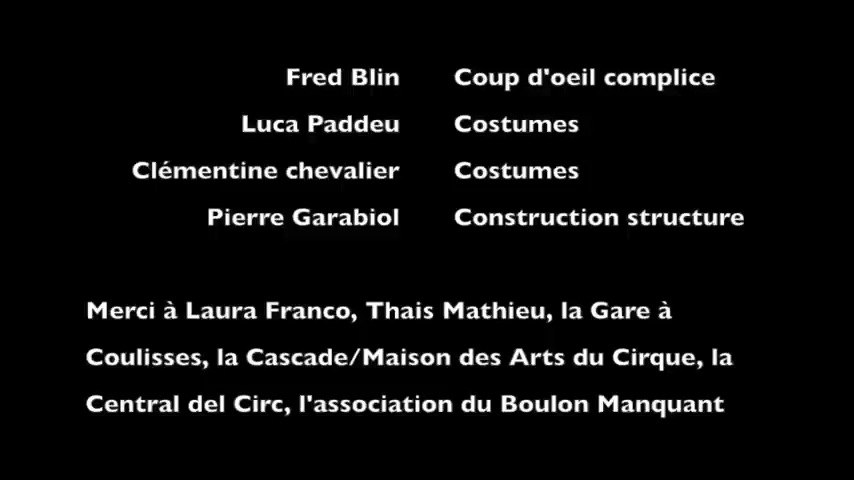 Fred Blin Coup d'oeil complice
Luca Paddeu Costumes
Clémentine chevalier Costumes
Pierre Garabiol Construction structure
Merci à Laura Franco, Thais Mathieu, la Gare à
Coulisses, la Cascade/Maison des Arts du Cirque, la
Central del Circ, l'association du Boulon Manquant